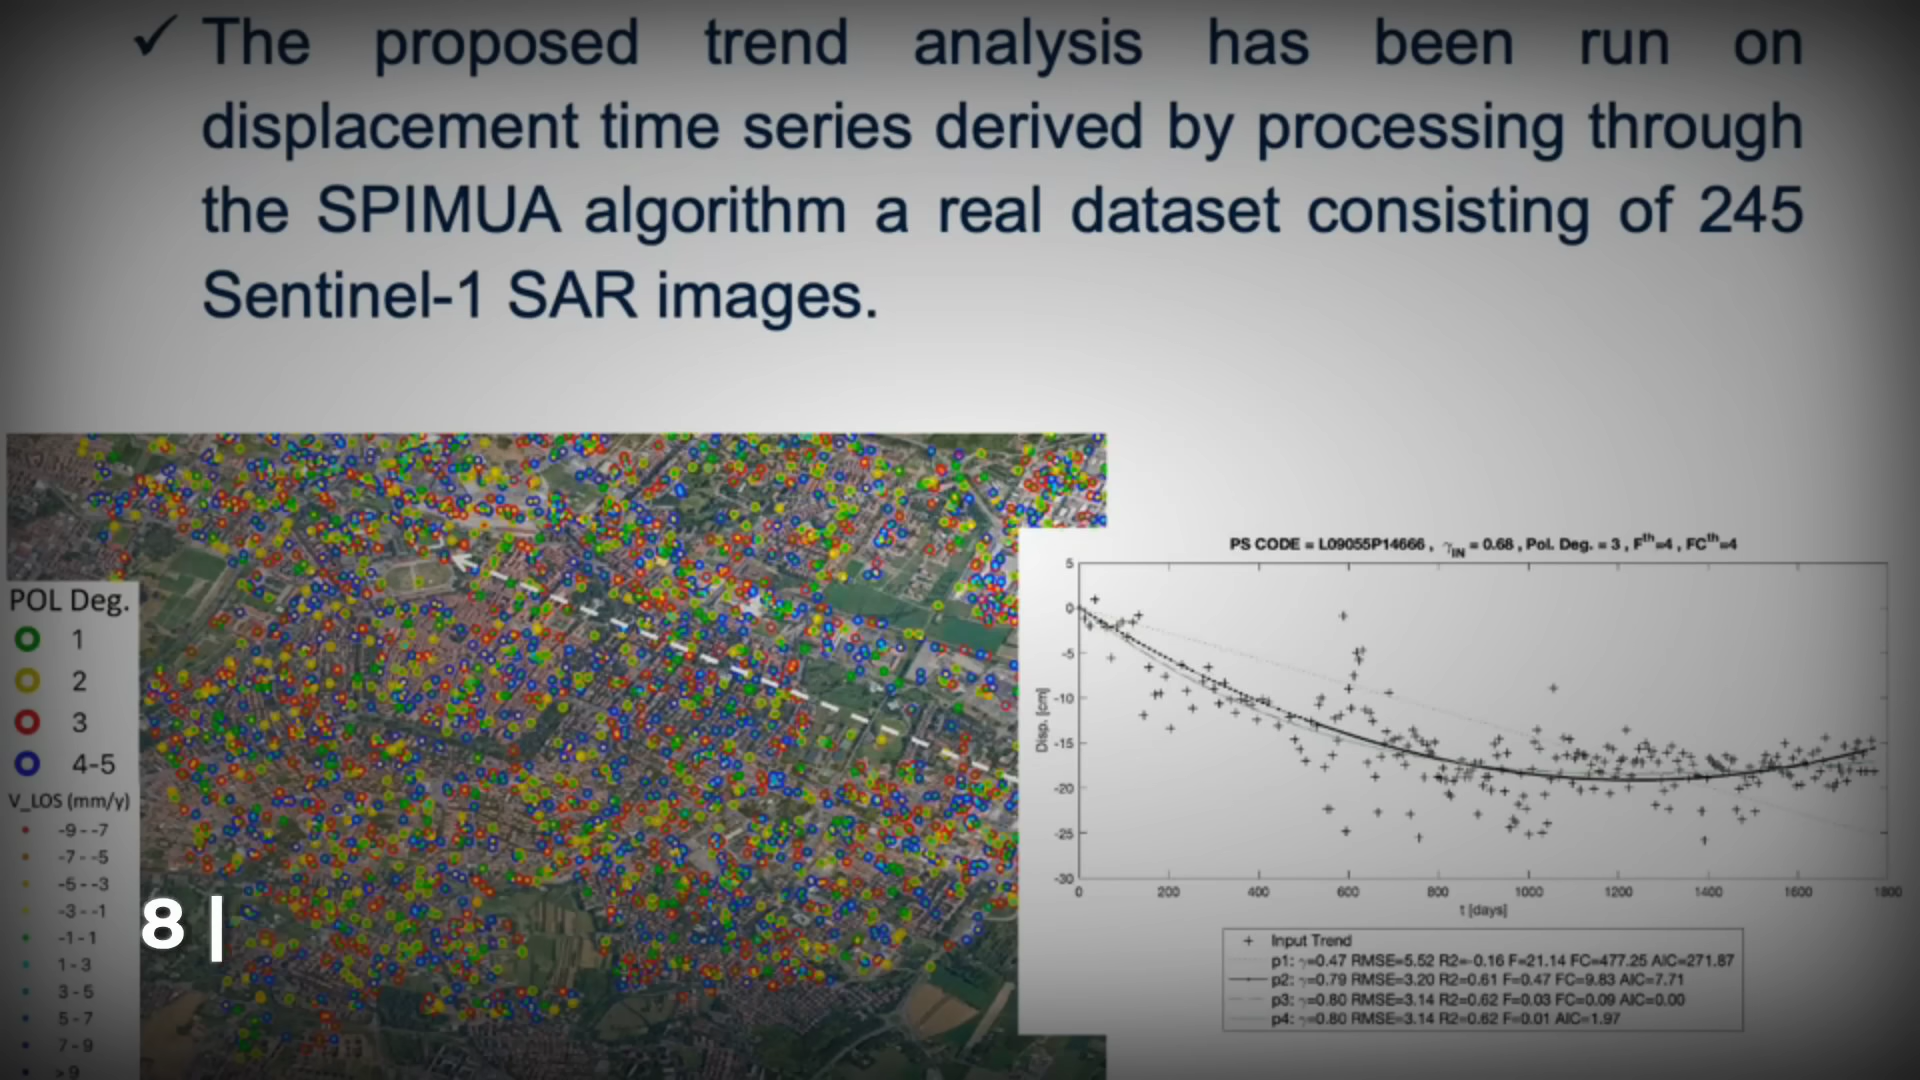 ✓ The proposed trend analysis has been run on
displacement time series derived by processing through
the SPIMUA algorithm a real dataset consisting of 245
Sentinel-1 SAR images.
POL Deg.
1
2
3
4-5
V_LOS (mm/y)
-9 - -7
-7 - -5
-5 - -3
-3 - -1
-1 - 1
1 - 3
3 - 5
5 - 7
7 - 9
> 9
8 |
PS CODE = L09055P14666 , γIN = 0.68 , Pol. Deg. = 3 , Fth=4 , FCth=4
5
0
-5
-10
-15
-20
-25
-30
Disp. [cm]
0 200 400 600 800 1000 1200 1400 1600 1800
t [days]
Input Trend
p1: γ=0.47 RMSE=5.52 R2=-0.16 F=21.14 FC=477.25 AIC=271.87
p2: γ=0.79 RMSE=3.20 R2=0.61 F=0.47 FC=9.83 AIC=7.71
p3: γ=0.80 RMSE=3.14 R2=0.62 F=0.03 FC=0.09 AIC=0.00
p4: γ=0.80 RMSE=3.14 R2=0.62 F=0.01 AIC=1.97